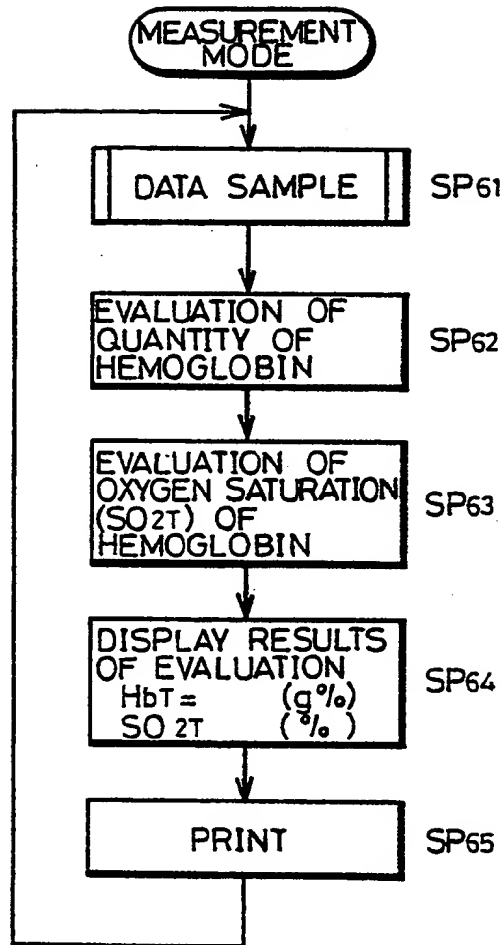 MEASUREMENT
MODE
DATA SAMPLE
SP61
EVALUATION OF
QUANTITY OF
HEMOGLOBIN
SP62
EVALUATION OF
OXYGEN SATURATION
(SO2T) OF
HEMOGLOBIN
SP63
DISPLAY RESULTS
OF EVALUATION
HbT= (g%)
SO2T (%)
SP64
PRINT
SP65